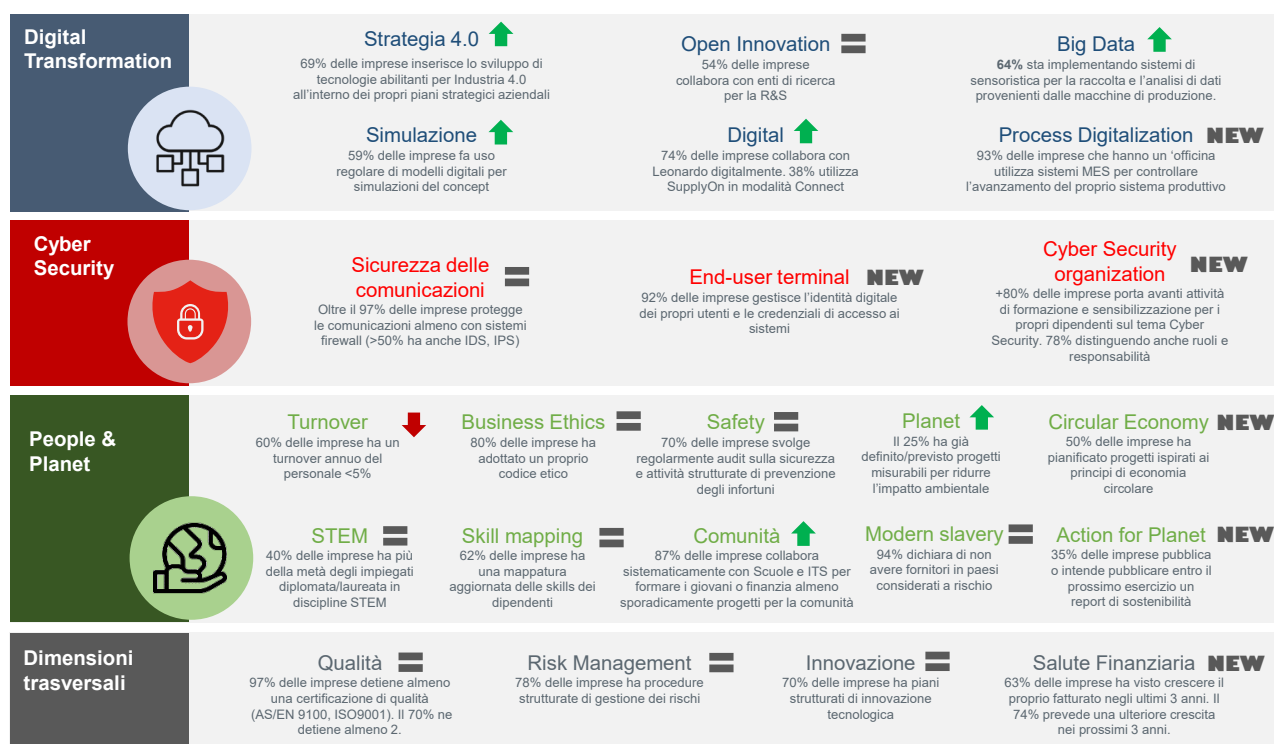 Digital
Transformation
Strategia 4.0
69% delle imprese inserisce lo sviluppo di
tecnologie abilitanti per Industria 4.0
all'interno dei propri piani strategici aziendali
Open Innovation
54% delle imprese
collabora con enti di ricerca
per la R&S
Big Data
64% sta implementando sistemi di
sensoristica per la raccolta e l'analisi di dati
provenienti dalle macchine di produzione.
Simulazione
59% delle imprese fa uso
regolare di modelli digitali per
simulazioni del concept
Digital
74% delle imprese collabora con
Leonardo digitalmente. 38% utilizza
SupplyOn in modalità Connect
Process Digitalization NEW
93% delle imprese che hanno un 'officina
utilizza sistemi MES per controllare
l'avanzamento del proprio sistema produttivo
Cyber
Security
Sicurezza delle
comunicazioni
Oltre il 97% delle imprese protegge
le comunicazioni almeno con sistemi
firewall (>50% ha anche IDS, IPS)
End-user terminal NEW
92% delle imprese gestisce l'identità digitale
dei propri utenti e le credenziali di accesso ai
sistemi
Cyber Security
organization NEW
+80% delle imprese porta avanti attività
di formazione e sensibilizzazione per i
propri dipendenti sul tema Cyber
Security. 78% distinguendo anche ruoli e
responsabilità
People &
Planet
Turnover
60% delle imprese ha un
turnover annuo del
personale <5%
Business Ethics
80% delle imprese ha
adottato un proprio
codice etico
Safety
70% delle imprese svolge
regolarmente audit sulla sicurezza
e attività strutturate di prevenzione
degli infortuni
Planet
Il 25% ha già
definito/previsto progetti
misurabili per ridurre
l'impatto ambientale
Circular Economy NEW
50% delle imprese ha
pianificato progetti ispirati ai
principi di economia
circolare
STEM
40% delle imprese ha più
della metà degli impiegati
diplomata/laureata in
discipline STEM
Skill mapping
62% delle imprese ha
una mappatura
aggiornata delle skills dei
dipendenti
Comunità
87% delle imprese collabora
sistematicamente con Scuole e ITS per
formare i giovani o finanzia almeno
sporadicamente progetti per la comunità
Modern slavery
94% dichiara di non
avere fornitori in paesi
considerati a rischio
Action for Planet NEW
35% delle imprese pubblica
o intende pubblicare entro il
prossimo esercizio un
report di sostenibilità
Dimensioni
trasversali
Qualità
97% delle imprese detiene almeno
una certificazione di qualità
(AS/EN 9100, ISO9001). Il 70% ne
detiene almeno 2.
Risk Management
78% delle imprese ha procedure
strutturate di gestione dei rischi
Innovazione
70% delle imprese ha piani
strutturati di innovazione
tecnologica
Salute Finanziaria NEW
63% delle imprese ha visto crescere il
proprio fatturato negli ultimi 3 anni. Il
74% prevede una ulteriore crescita
nei prossimi 3 anni.